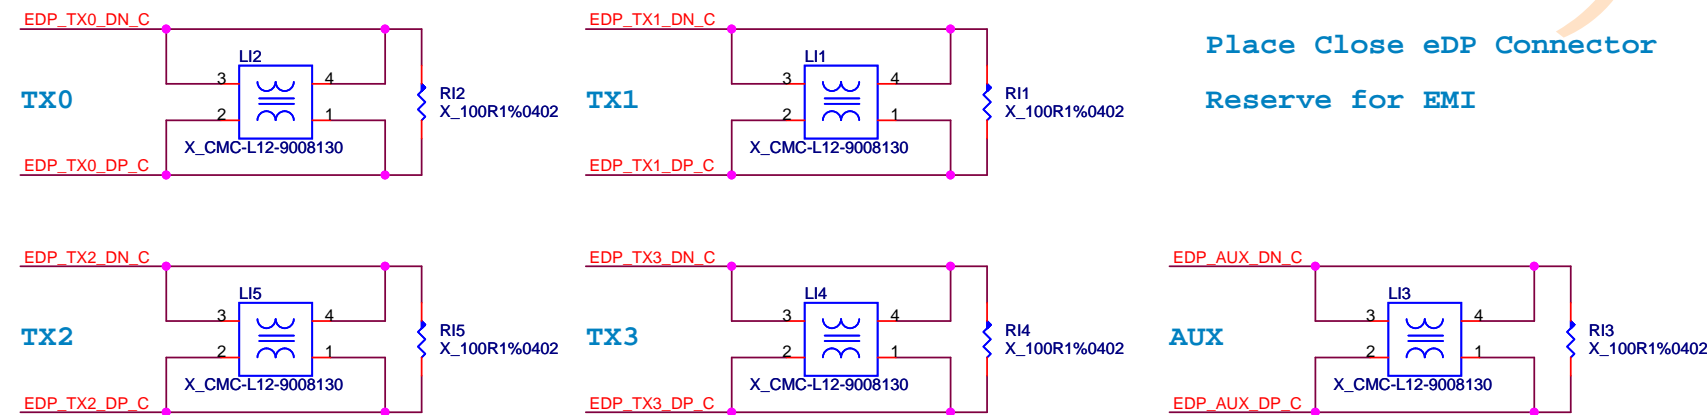 EDP_TX0_DN_C
LI2
3
4
TX0
2
1
RI2
X_100R1%0402
X_CMC-L12-9008130
EDP_TX0_DP_C
EDP_TX1_DN_C
LI1
3
4
TX1
2
1
RI1
X_100R1%0402
X_CMC-L12-9008130
EDP_TX1_DP_C
Place Close eDP Connector
Reserve for EMI
EDP_TX2_DN_C
LI5
3
4
TX2
2
1
RI5
X_100R1%0402
X_CMC-L12-9008130
EDP_TX2_DP_C
EDP_TX3_DN_C
LI4
3
4
TX3
2
1
RI4
X_100R1%0402
X_CMC-L12-9008130
EDP_TX3_DP_C
EDP_AUX_DN_C
LI3
3
4
AUX
2
1
RI3
X_100R1%0402
X_CMC-L12-9008130
EDP_AUX_DP_C